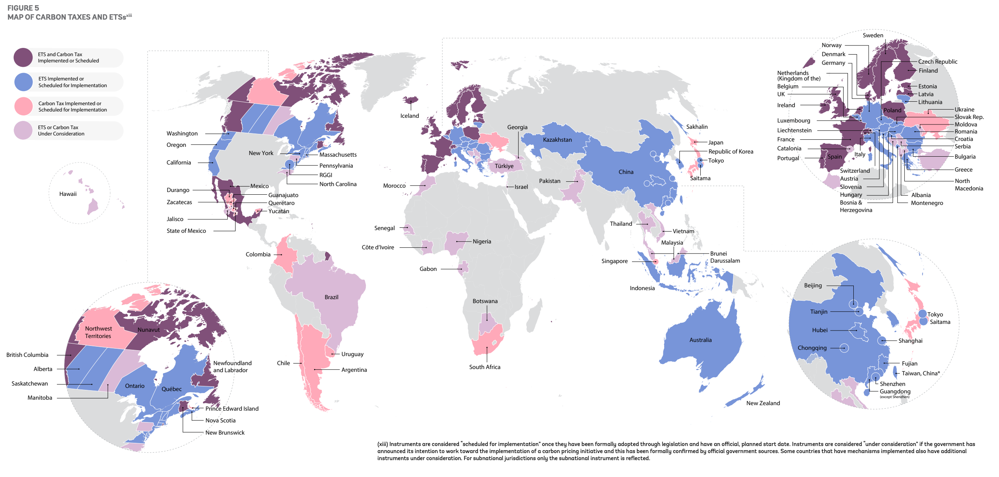 FIGURE 5
MAP OF CARBON TAXES AND ETSs^xiii
ETS and Carbon Tax
Implemented or Scheduled
ETS Implemented or
Scheduled for Implementation
Carbon Tax Implemented or
Scheduled for Implementation
ETS or Carbon Tax
Under Consideration
Hawaii
Washington
Oregon
California
New York
Massachusetts
Pennsylvania
RGGI
North Carolina
Mexico
Durango
Zacatecas
Guanajuato
Querétaro
Yucatán
Jalisco
State of Mexico
Colombia
Brazil
Chile
Uruguay
Argentina
Iceland
Georgia
Kazakhstan
Türkiye
Morocco
Israel
Pakistan
China
Senegal
Côte d'Ivoire
Nigeria
Gabon
Botswana
South Africa
Sakhalin
Japan
Republic of Korea
Tokyo
Saitama
Thailand
Vietnam
Malaysia
Singapore
Brunei
Darussalam
Indonesia
Australia
New Zealand
Sweden
Norway
Denmark
Germany
Netherlands
(Kingdom of the)
Belgium
UK
Ireland
Luxembourg
Liechtenstein
France
Catalonia
Portugal
Spain
Italy
Switzerland
Austria
Slovenia
Hungary
Bosnia &
Herzegovina
Czech Republic
Finland
Estonia
Latvia
Lithuania
Poland
Ukraine
Slovak Rep.
Moldova
Romania
Croatia
Serbia
Bulgaria
Greece
North
Macedonia
Albania
Montenegro
Northwest
Territories
Nunavut
British Columbia
Alberta
Saskatchewan
Manitoba
Ontario
Québec
Newfoundland
and Labrador
Prince Edward Island
Nova Scotia
New Brunswick
Beijing
Tianjin
Hubei
Chongqing
Tokyo
Saitama
Shanghai
Fujian
Taiwan, China*
Shenzhen
Guangdong
(except Shenzhen)
(xiii) Instruments are considered “scheduled for implementation” once they have been formally adopted through legislation and have an official, planned start date. Instruments are considered “under consideration” if the government has
announced its intention to work toward the implementation of a carbon pricing initiative and this has been formally confirmed by official government sources. Some countries that have mechanisms implemented also have additional
instruments under consideration. For subnational jurisdictions only the subnational instrument is reflected.